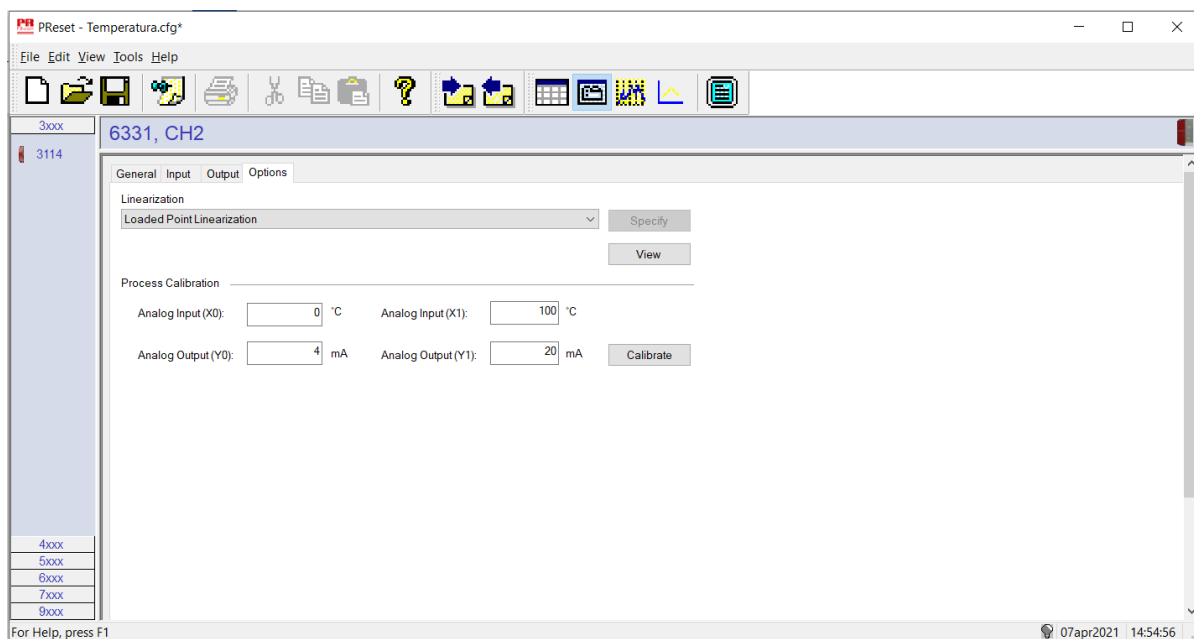 PR PReset - Temperatura.cfg*
File Edit View Tools Help
3xxx
3114
6331, CH2
General Input Output Options
Linearization
Loaded Point Linearization Specify
View
Process Calibration
Analog Input (X0): 0 °C Analog Input (X1): 100 °C
Analog Output (Y0): 4 mA Analog Output (Y1): 20 mA Calibrate
4xxx
5xxx
6xxx
7xxx
9xxx
For Help, press F1 07apr2021 14:54:56